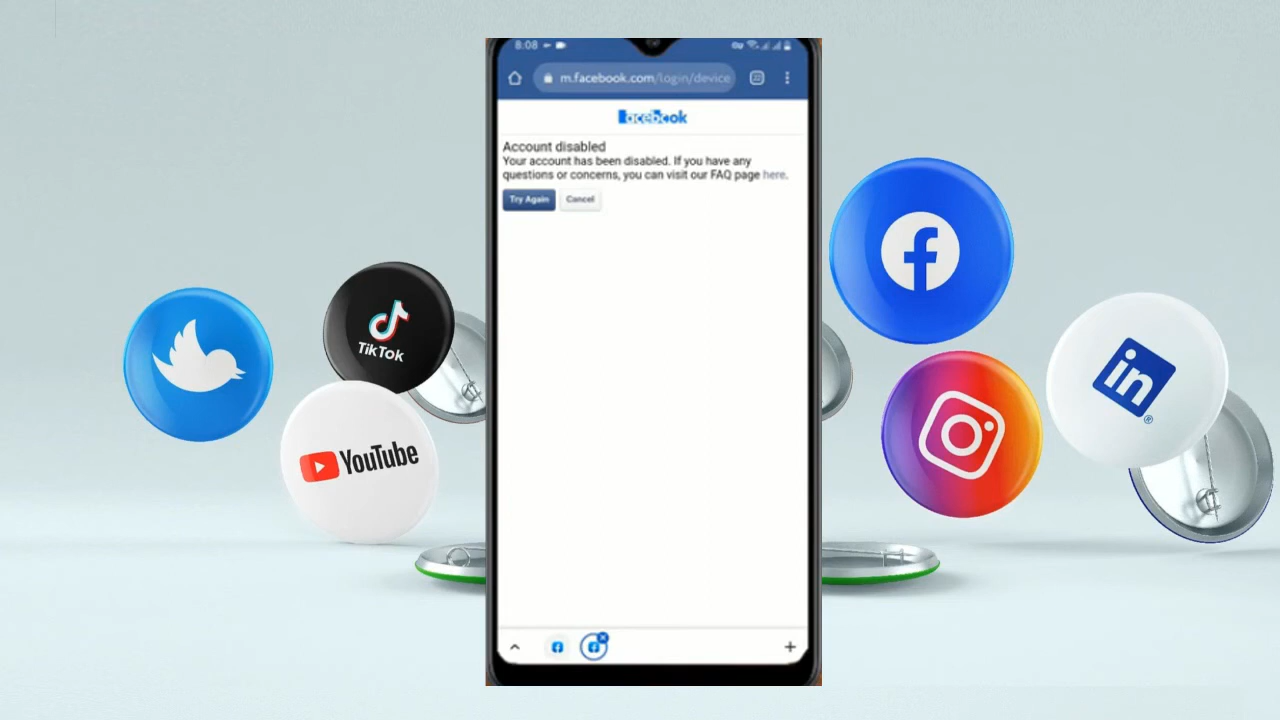 8:08
m.facebook.com/login/device
facebook
Account disabled
Your account has been disabled. If you have any
questions or concerns, you can visit our FAQ page here.
Try Again
Cancel
TikTok
YouTube
in